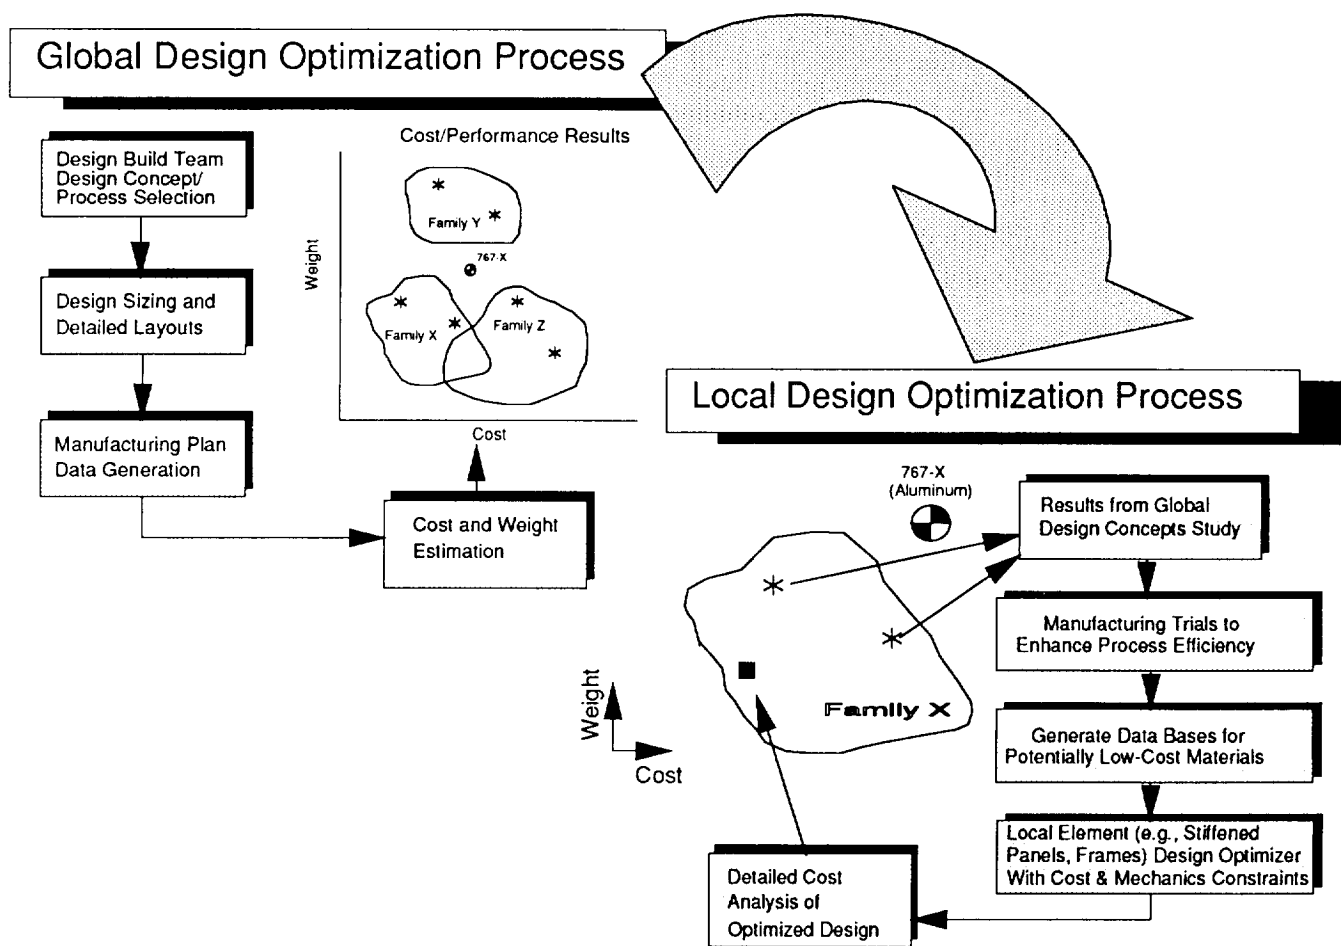 Global Design Optimization Process
Design Build Team
Design Concept/
Process Selection
Design Sizing and
Detailed Layouts
Manufacturing Plan
Data Generation
Cost and Weight
Estimation
Cost/Performance Results
Weight
Family Y
767-X
Family X
Family Z
Cost
Local Design Optimization Process
767-X
(Aluminum)
Results from Global
Design Concepts Study
Manufacturing Trials to
Enhance Process Efficiency
Generate Data Bases for
Potentially Low-Cost Materials
Local Element (e.g., Stiffened
Panels, Frames) Design Optimizer
With Cost & Mechanics Constraints
Detailed Cost
Analysis of
Optimized Design
Family X
Weight
Cost